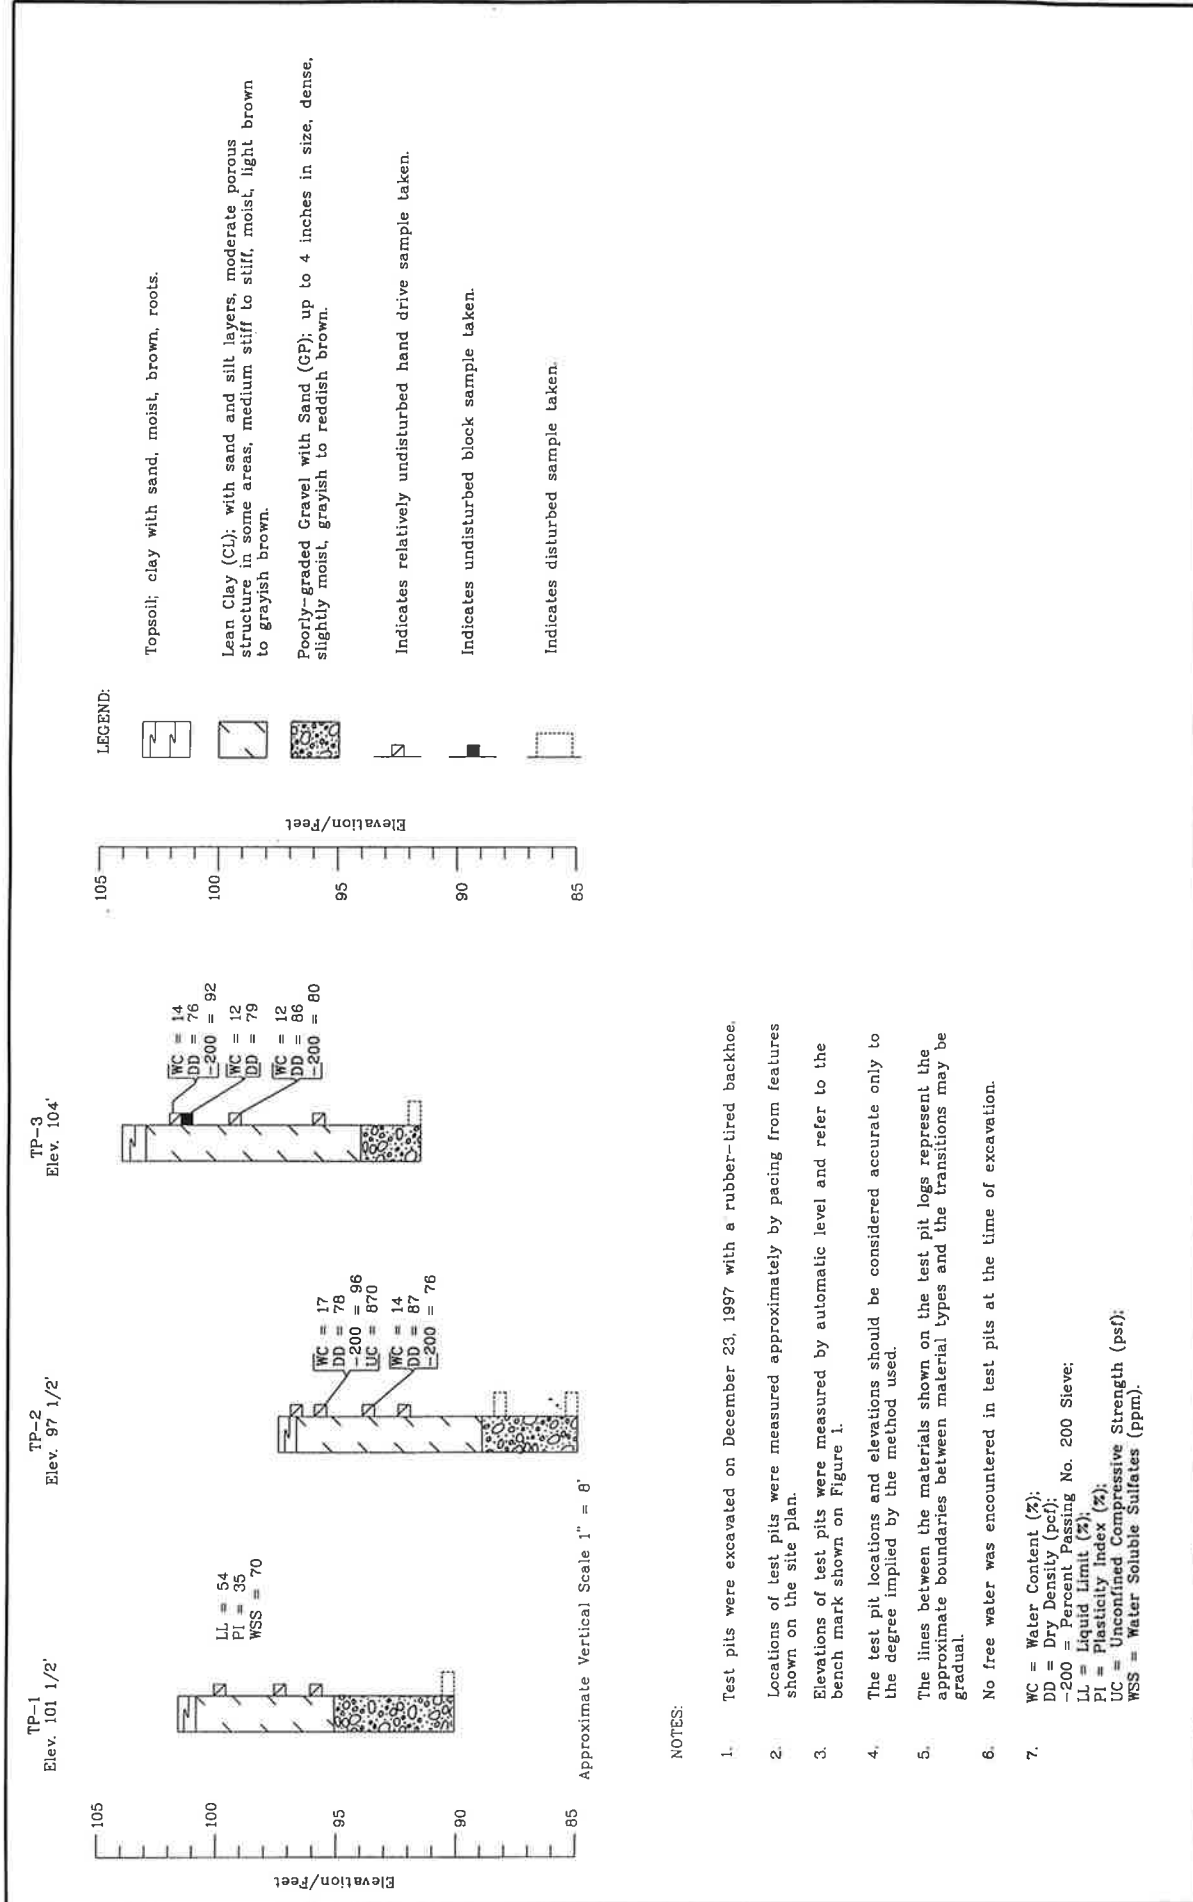 TP-1
Elev. 101 1/2'
TP-2
Elev. 97 1/2'
TP-3
Elev. 104'
105
100
95
90
85
Elevation/Feet
LL = 54
PI = 35
WSS = 70
WC = 17
DD = 78
-200 = 96
UC = 870
WC = 14
DD = 87
-200 = 76
WC = 14
DD = 76
-200 = 92
WC = 12
DD = 79
WC = 12
DD = 86
-200 = 80
105
100
95
90
85
Elevation/Feet
Approximate Vertical Scale 1" = 8'
LEGEND:
Topsoil; clay with sand, moist, brown, roots.
Lean Clay (CL); with sand and silt layers, moderate porous
structure in some areas, medium stiff to stiff, moist, light brown
to grayish brown.
Poorly-graded Gravel with Sand (GP); up to 4 inches in size, dense,
slightly moist, grayish to reddish brown.
Indicates relatively undisturbed hand drive sample taken.
Indicates undisturbed block sample taken.
Indicates disturbed sample taken.
NOTES:
1. Test pits were excavated on December 23, 1997 with a rubber-tired backhoe.
2. Locations of test pits were measured approximately by pacing from features
shown on the site plan.
3. Elevations of test pits were measured by automatic level and refer to the
bench mark shown on Figure 1.
4. The test pit locations and elevations should be considered accurate only to
the degree implied by the method used.
5. The lines between the materials shown on the test pit logs represent the
approximate boundaries between material types and the transitions may be
gradual.
6. No free water was encountered in test pits at the time of excavation.
7. WC = Water Content (%);
DD = Dry Density (pcf);
-200 = Percent Passing No. 200 Sieve;
LL = Liquid Limit (%);
PI = Plasticity Index (%);
UC = Unconfined Compressive Strength (psf);
WSS = Water Soluble Sulfates (ppm).